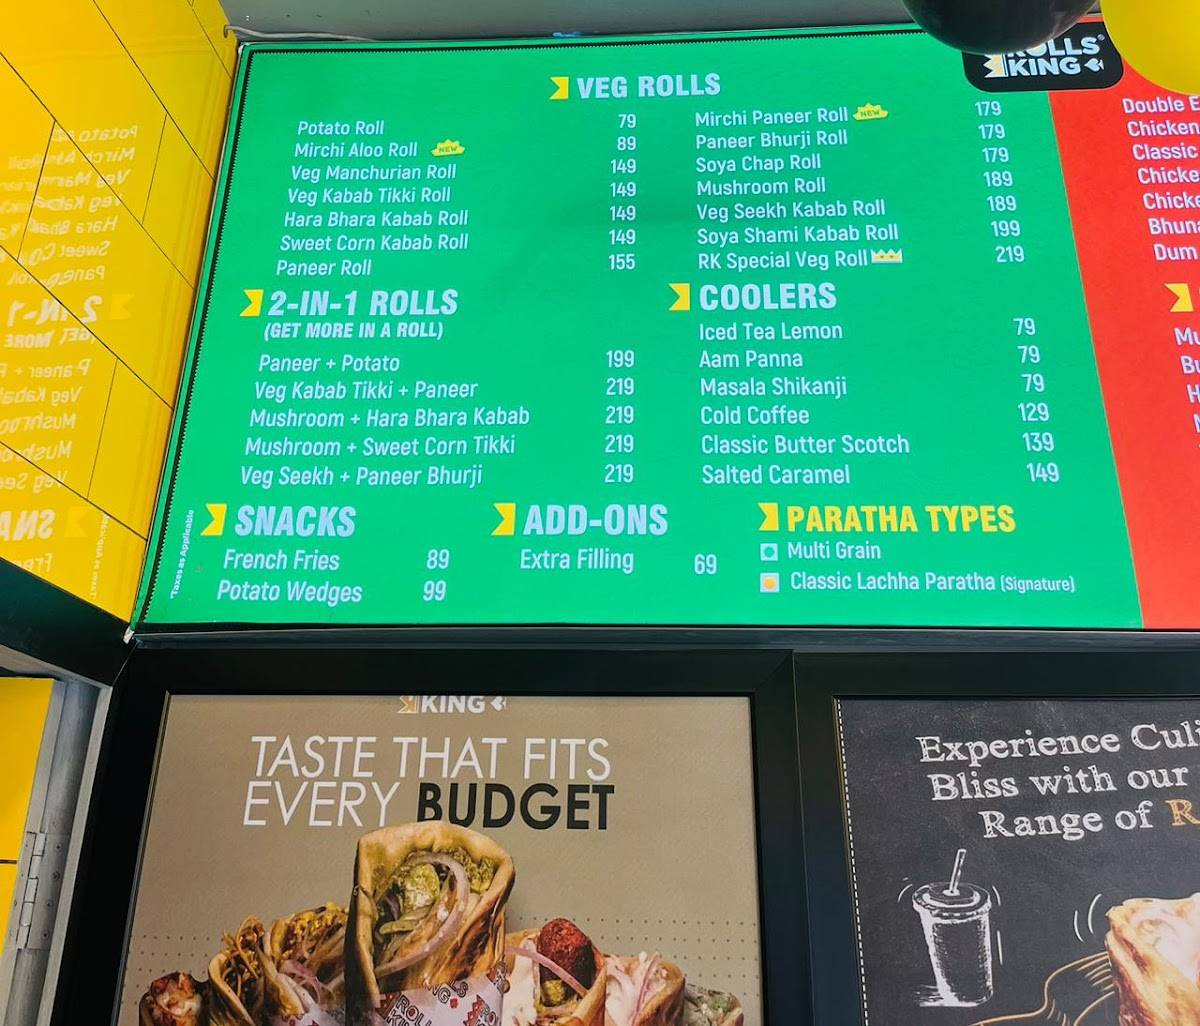 ROLLS
KING
VEG ROLLS
Potato Roll 79
Mirchi Aloo Roll NEW 89
Veg Manchurian Roll 149
Veg Kabab Tikki Roll 149
Hara Bhara Kabab Roll 149
Sweet Corn Kabab Roll 149
Paneer Roll 155
Mirchi Paneer Roll NEW 179
Paneer Bhurji Roll 179
Soya Chap Roll 179
Mushroom Roll 189
Veg Seekh Kabab Roll 189
Soya Shami Kabab Roll 199
RK Special Veg Roll 219
2-IN-1 ROLLS
(GET MORE IN A ROLL)
Paneer + Potato 199
Veg Kabab Tikki + Paneer 219
Mushroom + Hara Bhara Kabab 219
Mushroom + Sweet Corn Tikki 219
Veg Seekh + Paneer Bhurji 219
COOLERS
Iced Tea Lemon 79
Aam Panna 79
Masala Shikanji 79
Cold Coffee 129
Classic Butter Scotch 139
Salted Caramel 149
SNACKS
French Fries 89
Potato Wedges 99
ADD-ONS
Extra Filling 69
PARATHA TYPES
Multi Grain
Classic Lachha Paratha (Signature)
*Taxes as Applicable
Double
Chicken
Classic
Dum
KING
TASTE THAT FITS
EVERY BUDGET
Experience
Bliss with our
Range of